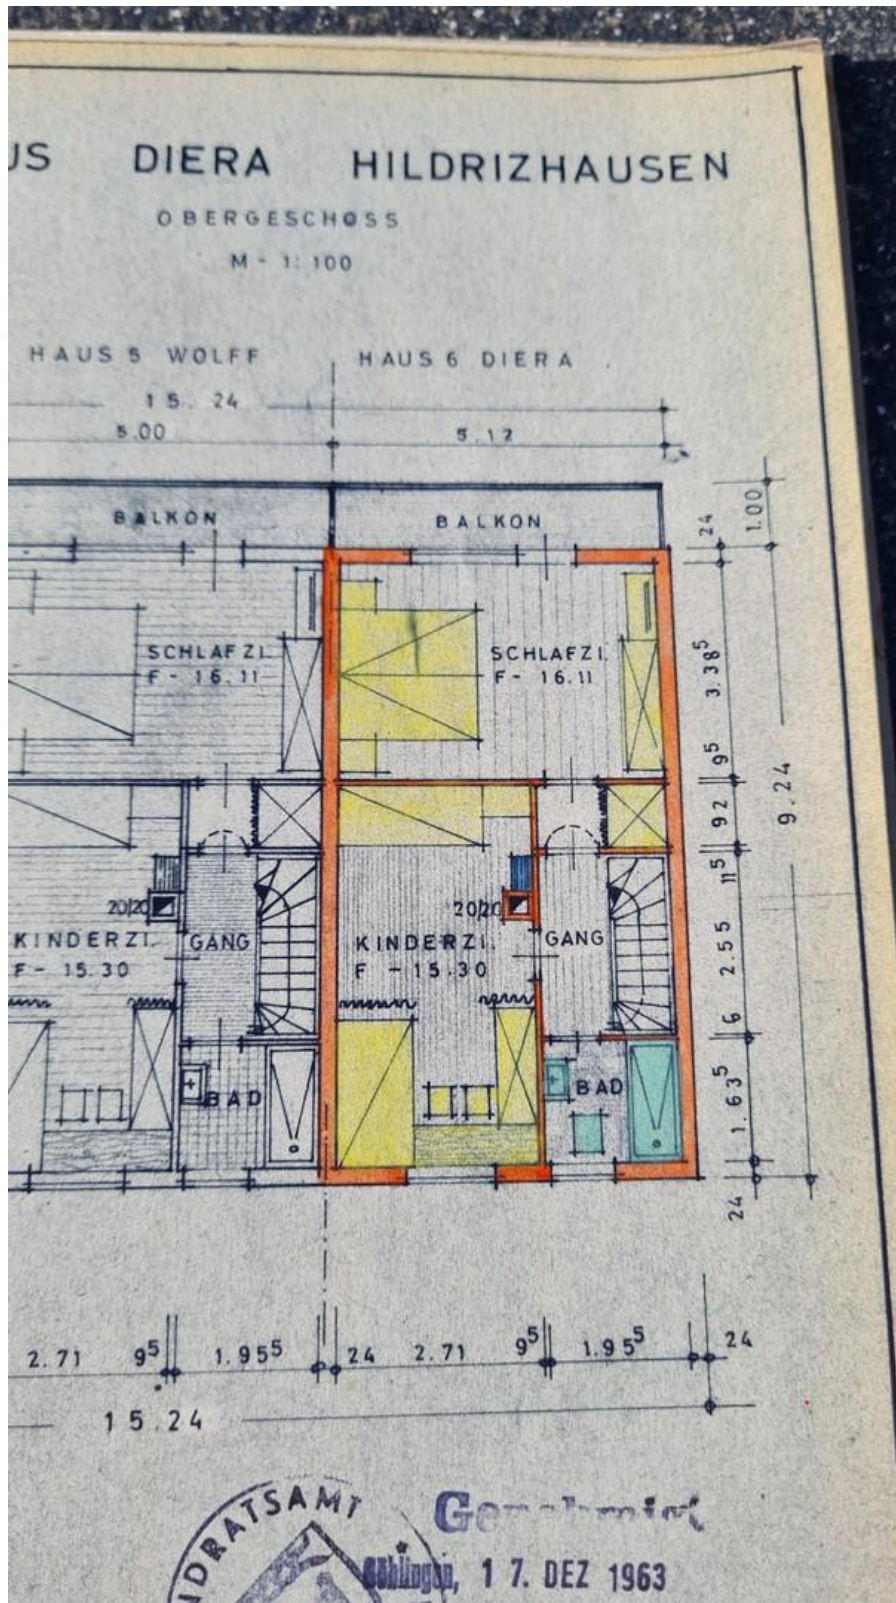 US DIERA HILDRIZHAUSEN
OBERGESCHOSS
M - 1:100
HAUS 5 WOLFF HAUS 6 DIERA
15.24
5.00 5.12
BALKON BALKON
24 1.00
SCHLAFZI. SCHLAFZI.
F - 16.11 F - 16.11
3.38⁵
9⁵
9.24
92
11⁵
20/20 20/20
KINDERZI. GANG KINDERZI. GANG
F - 15.30 F - 15.30
2.55
6
BAD BAD
1.63⁵
24
2.71 9⁵ 1.95⁵ 24 2.71 9⁵ 1.95⁵ 24
15.24
NDRATSAMT
Genehmigt
Böblingen, 17. DEZ 1963